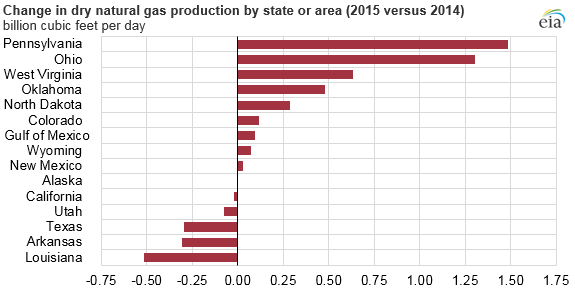 Change in dry natural gas production by state or area (2015 versus 2014)
billion cubic feet per day
eia
Pennsylvania
Ohio
West Virginia
Oklahoma
North Dakota
Colorado
Gulf of Mexico
Wyoming
New Mexico
Alaska
California
Utah
Texas
Arkansas
Louisiana
-0.75 -0.50 -0.25 0.00 0.25 0.50 0.75 1.00 1.25 1.50 1.75